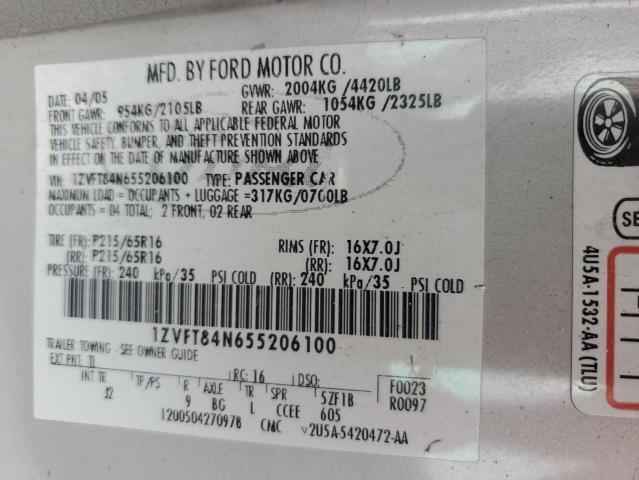 MFD. BY FORD MOTOR CO.
DATE: 04/05 GVWR: 2004KG /4420LB
FRONT GAWR: 954KG/2105LB REAR GAWR: 1054KG /2325LB
THIS VEHICLE CONFORMS TO ALL APPLICABLE FEDERAL MOTOR
VEHICLE SAFETY, BUMPER, AND THEFT PREVENTION STANDARDS
IN EFFECT ON THE DATE OF MANUFACTURE SHOWN ABOVE
VIN: 1ZVFT84N655206100 TYPE: PASSENGER CAR
MAXIMUM LOAD = OCCUPANTS + LUGGAGE =317KG/0700LB
OCCUPANTS = 04 TOTAL; 2 FRONT, 02 REAR
TIRE (FR): P215/65R16 RIMS (FR): 16X7.0J
(RR): P215/65R16 (RR): 16X7.0J
PRESSURE (FR): 240 kPa/35 PSI COLD (RR): 240 kPa/35 PSI COLD
1ZVFT84N655206100
TRAILER TOWING - SEE OWNER GUIDE
EXT PNT: TL RC: 16 DSO:
INT TR TP/PS R AXLE TR SPR F0023
J2 9 BG L CCEE 5ZF1B 605 R0097
12005042709​78 CMC ▽2U5A-5420472-AA
4U5A-1532-AA (TLU)
SE